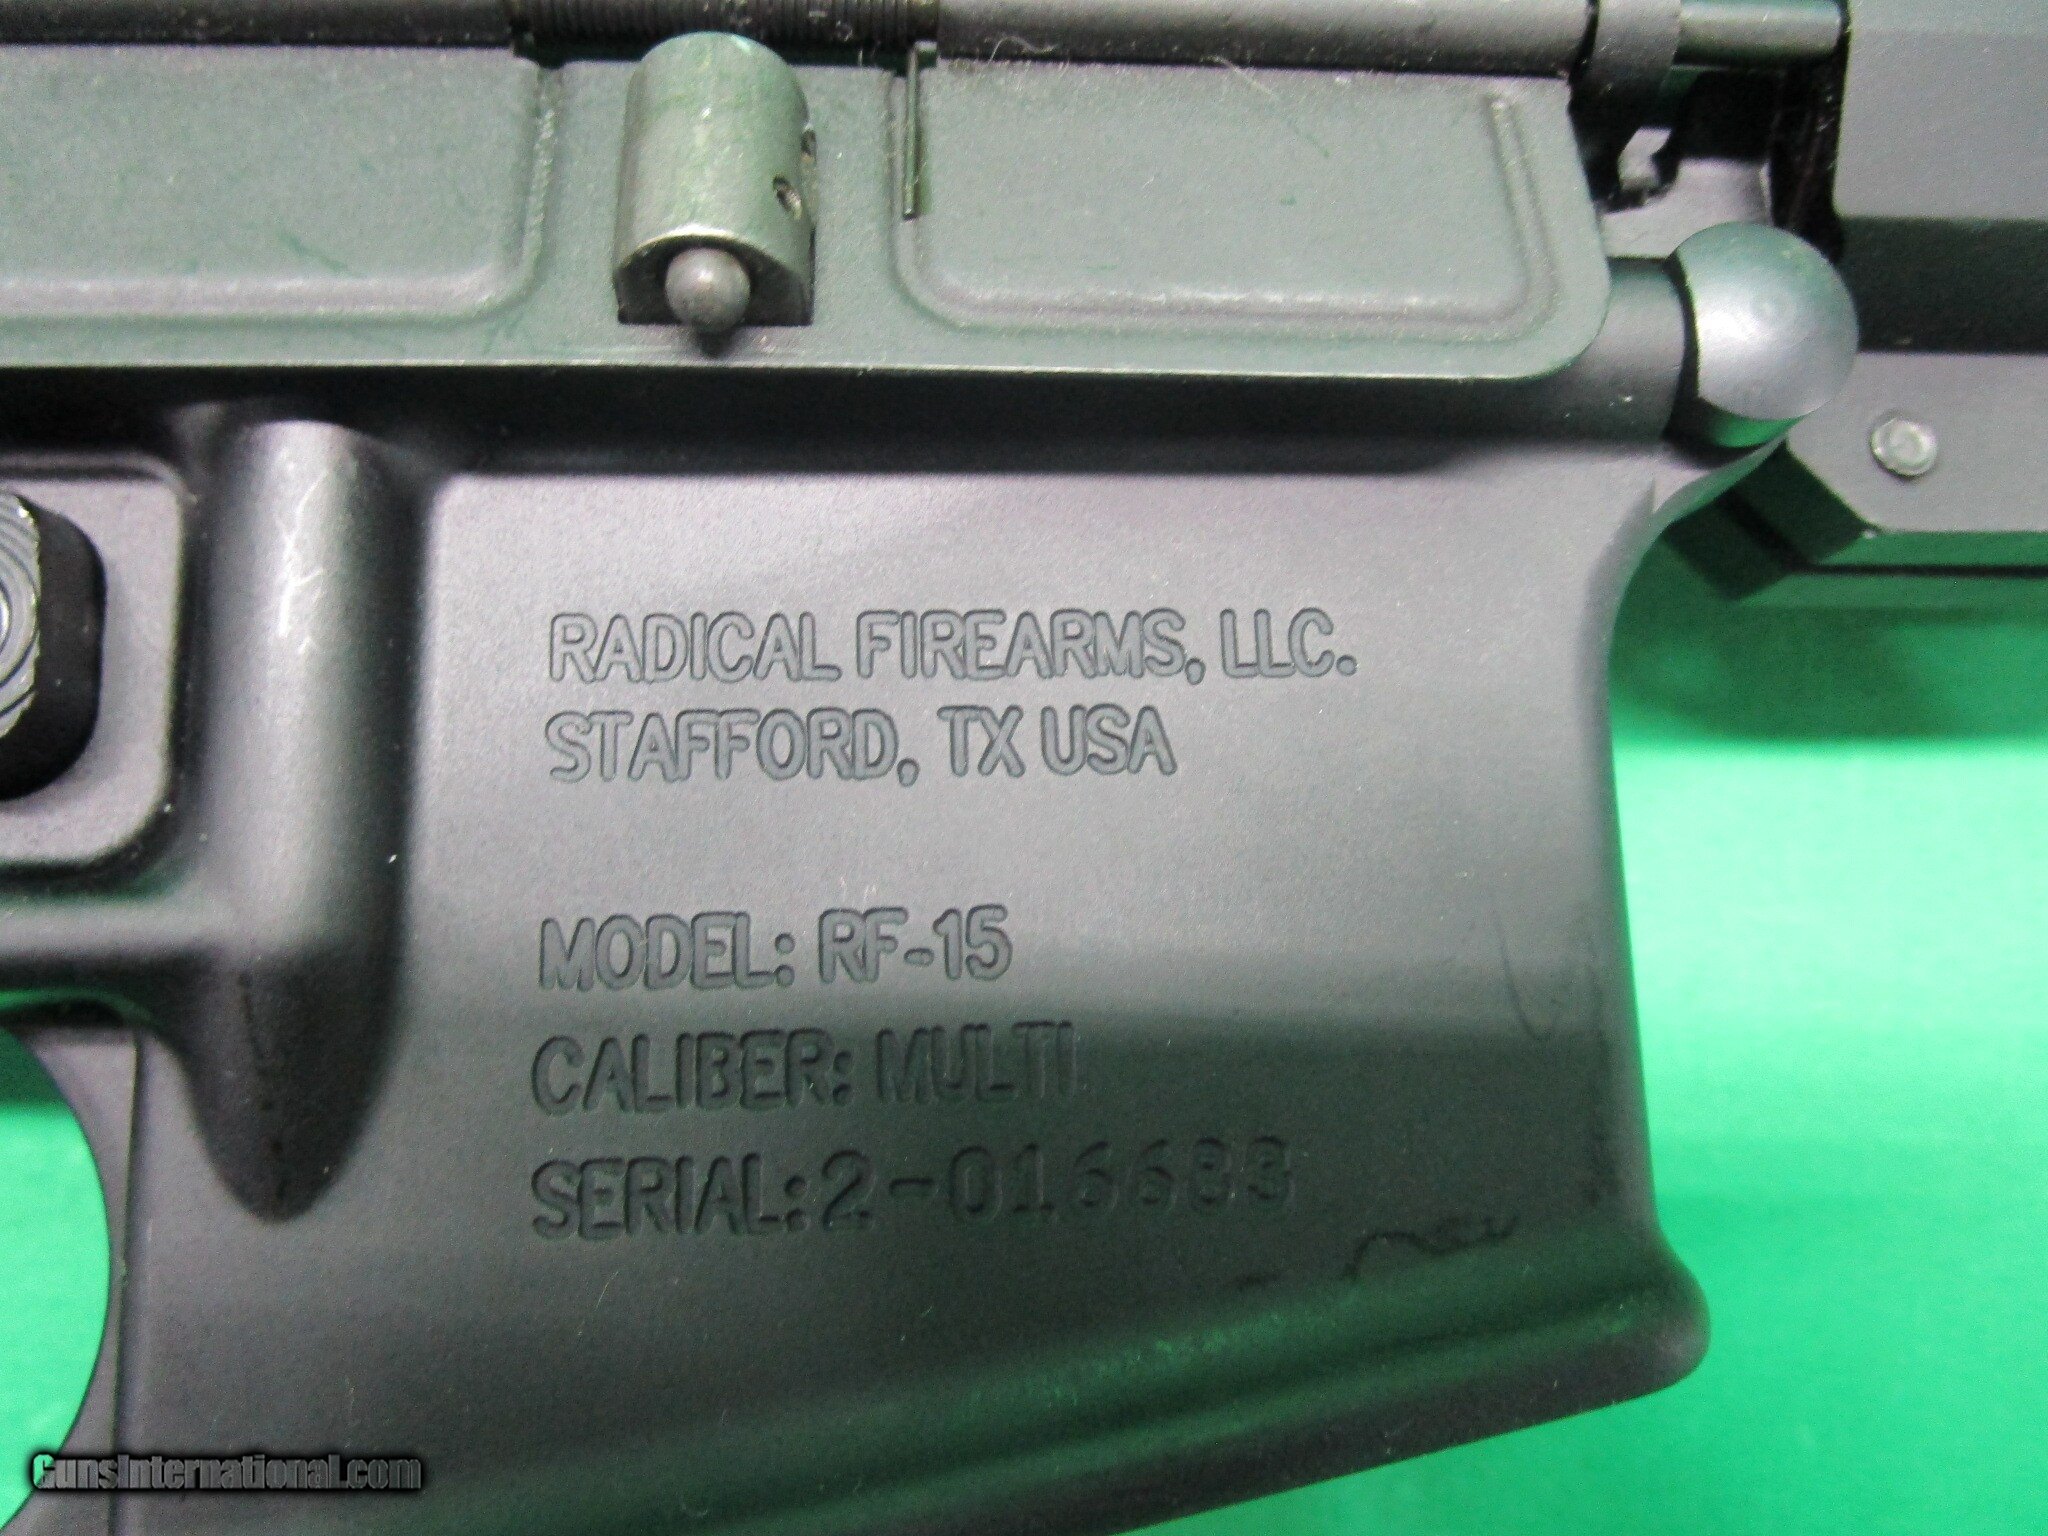 RADICAL FIREARMS, LLC.
STAFFORD, TX USA
MODEL: RF-15
CALIBER: MULTI
SERIAL: 2-016683
GunsInternational.com